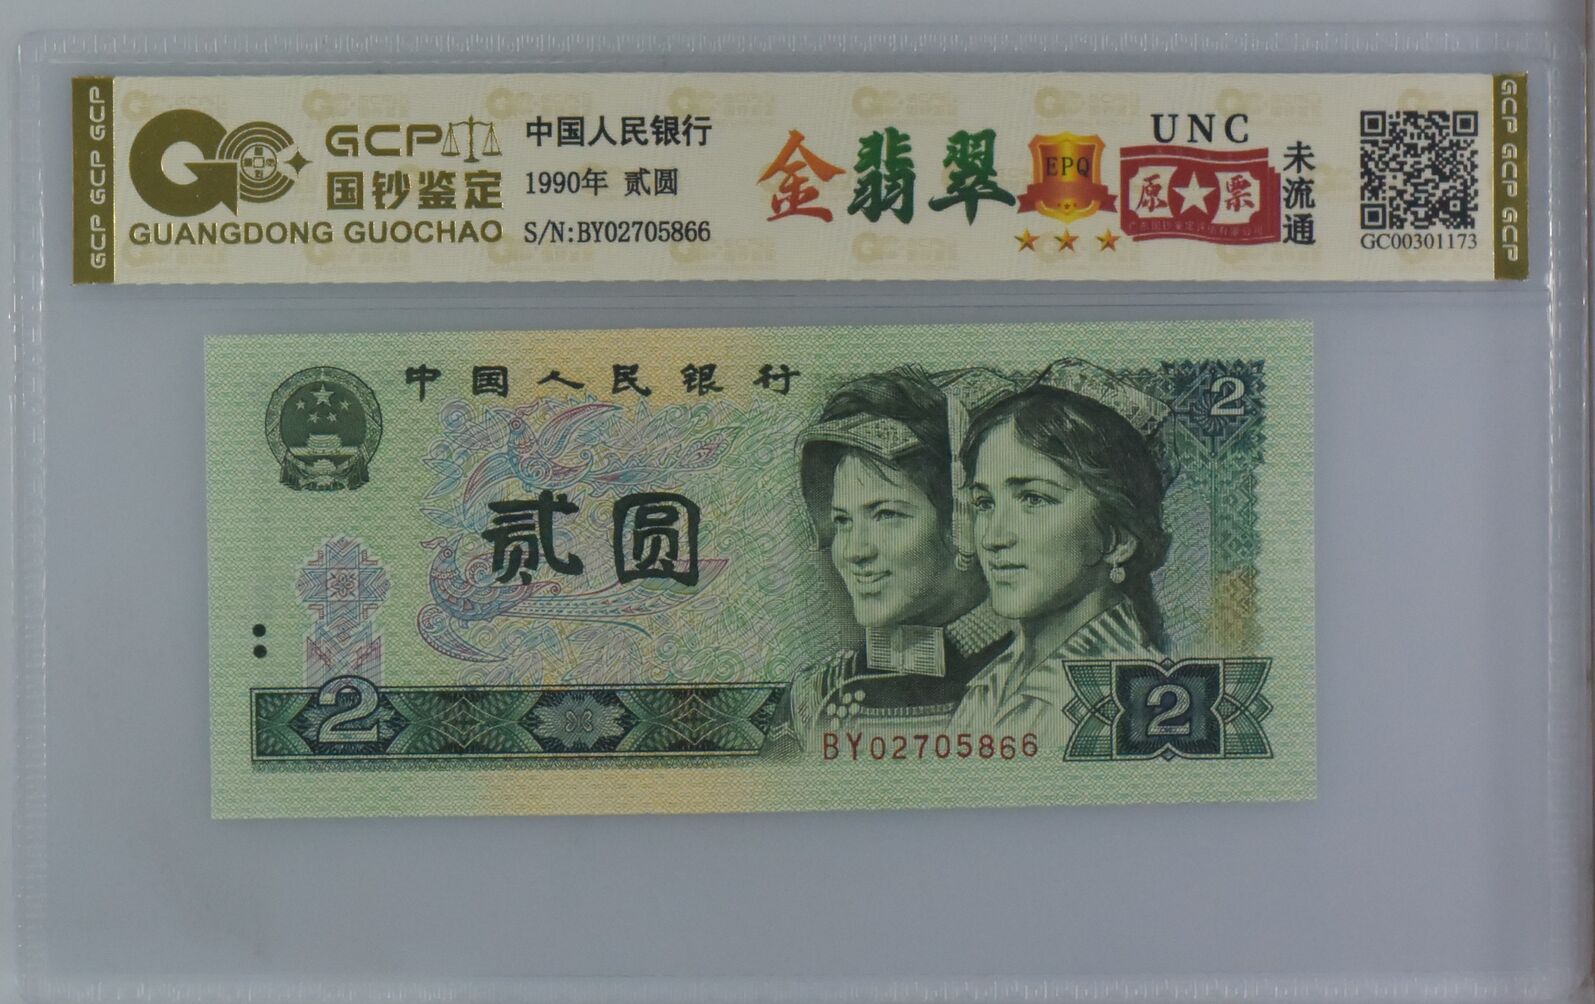 GCP GCP GCP
GCP
国钞鉴定
GUANGDONG GUOCHAO
中国人民银行
1990年 贰圆
S/N:BY02705866
金翡翠
EPQ
UNC
原票
未流通
GC00301173
GCP GCP GCP
中国人民银行
2
贰圆
2
BY02705866
2